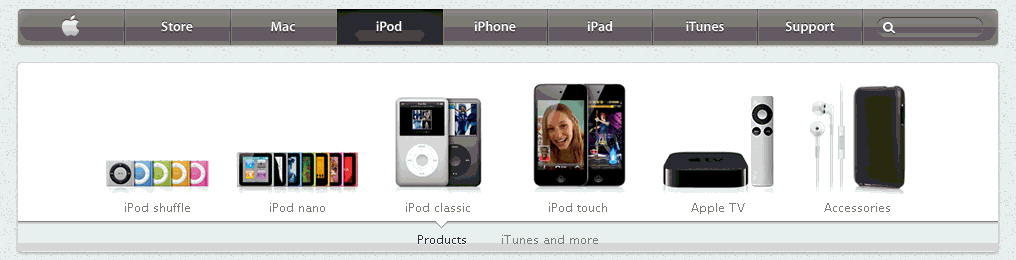 Store Mac iPod iPhone iPad iTunes Support
iPod shuffle iPod nano iPod classic iPod touch Apple TV Accessories
Products iTunes and more